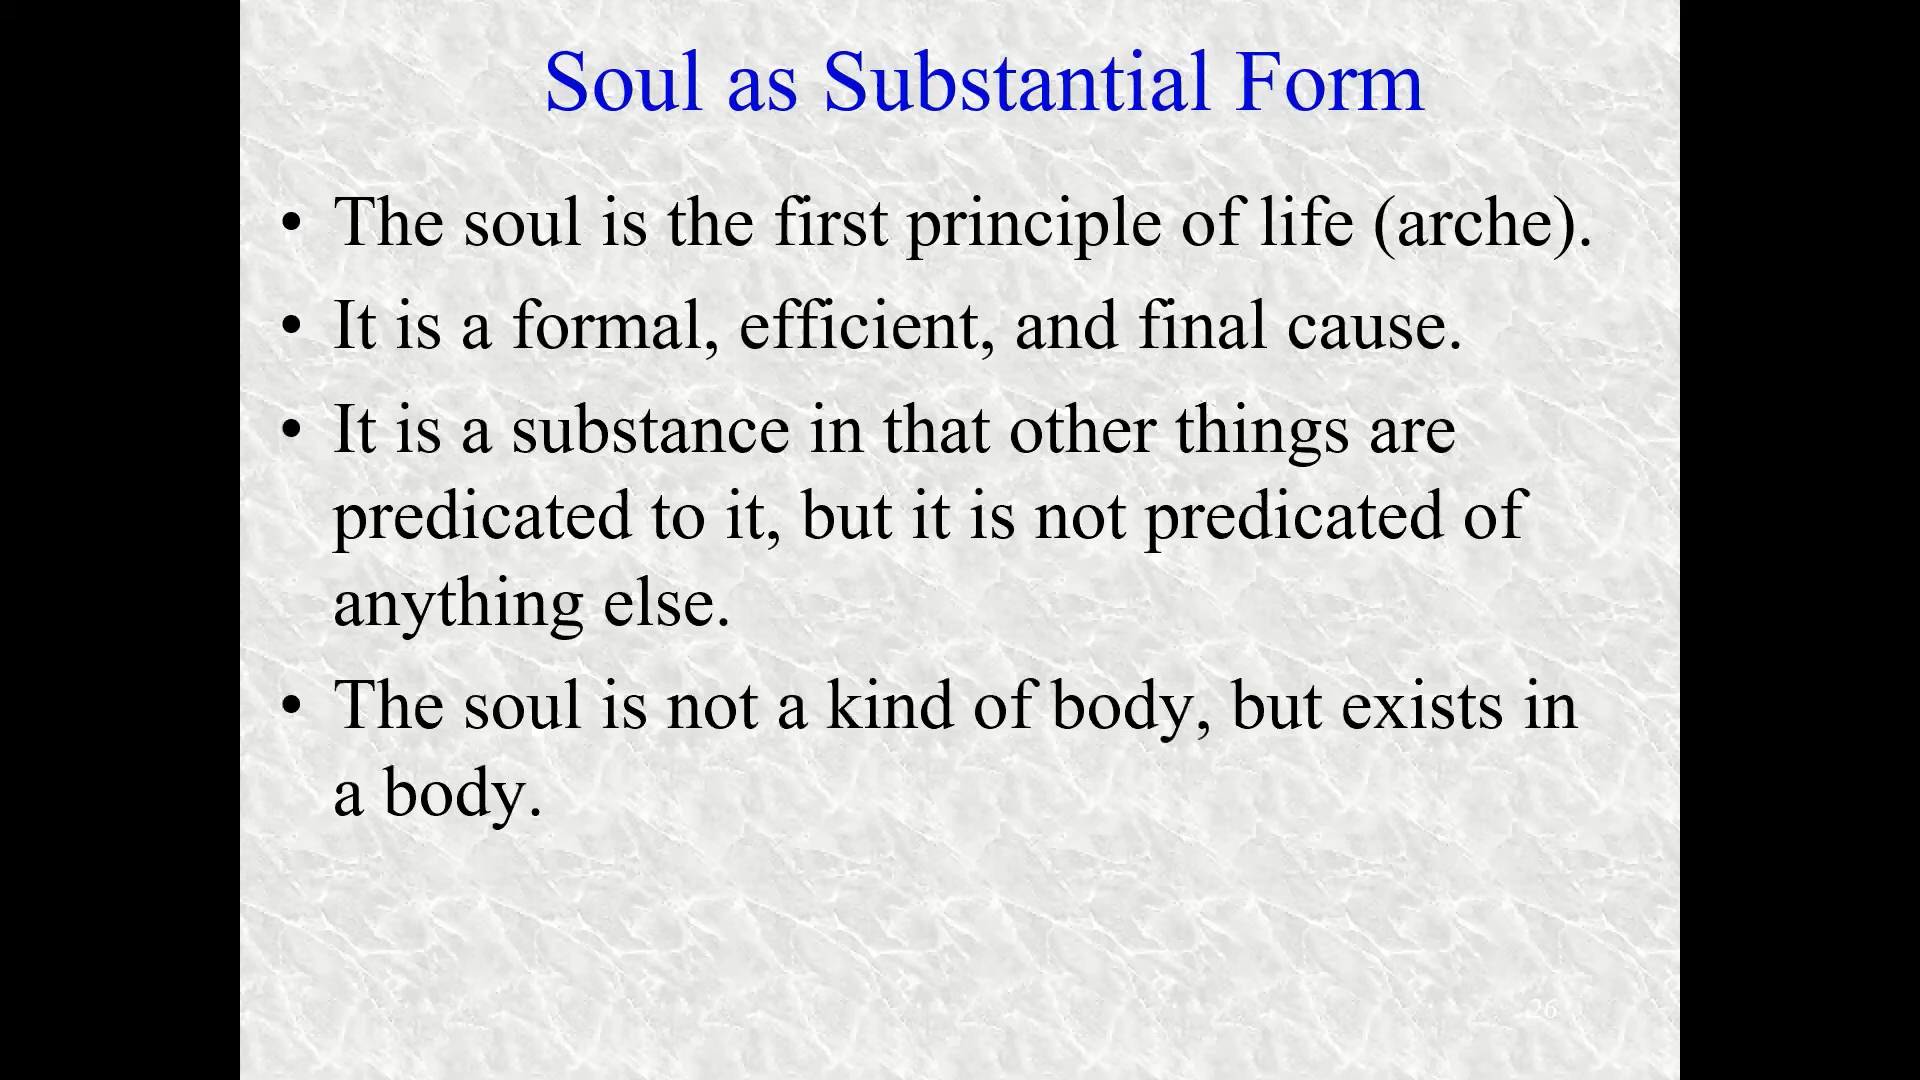 Soul as Substantial Form
• The soul is the first principle of life (arche).
• It is a formal, efficient, and final cause.
• It is a substance in that other things are
predicated to it, but it is not predicated of
anything else.
• The soul is not a kind of body, but exists in
a body.
26